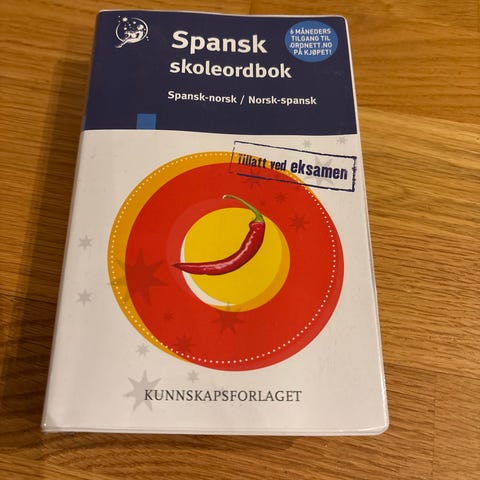 Spansk
skoleordbok
Spansk-norsk / Norsk-spansk
6 MÅNEDERS
TILGANG TIL
ORDNETT.NO
PÅ KJØPET!
Tillatt ved eksamen
KUNNSKAPSFORLAGET